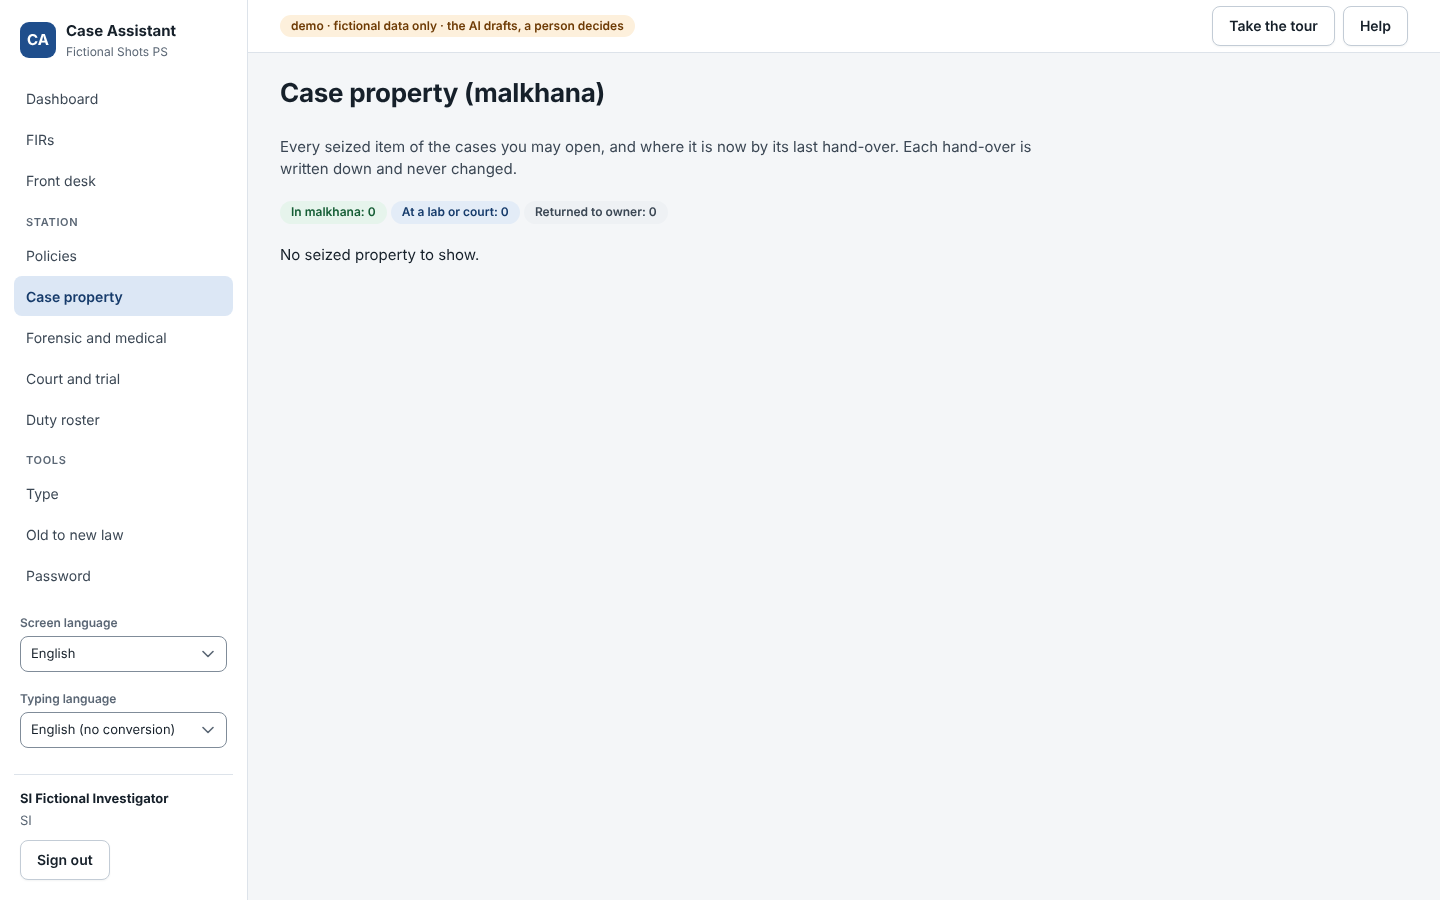 CA
Case Assistant
Fictional Shots PS
Dashboard
FIRs
Front desk
STATION
Policies
Case property
Forensic and medical
Court and trial
Duty roster
TOOLS
Type
Old to new law
Password
Screen language
English
Typing language
English (no conversion)
SI Fictional Investigator
SI
Sign out
demo · fictional data only · the AI drafts, a person decides
Take the tour
Help
Case property (malkhana)
Every seized item of the cases you may open, and where it is now by its last hand-over. Each hand-over is
written down and never changed.
In malkhana: 0
At a lab or court: 0
Returned to owner: 0
No seized property to show.